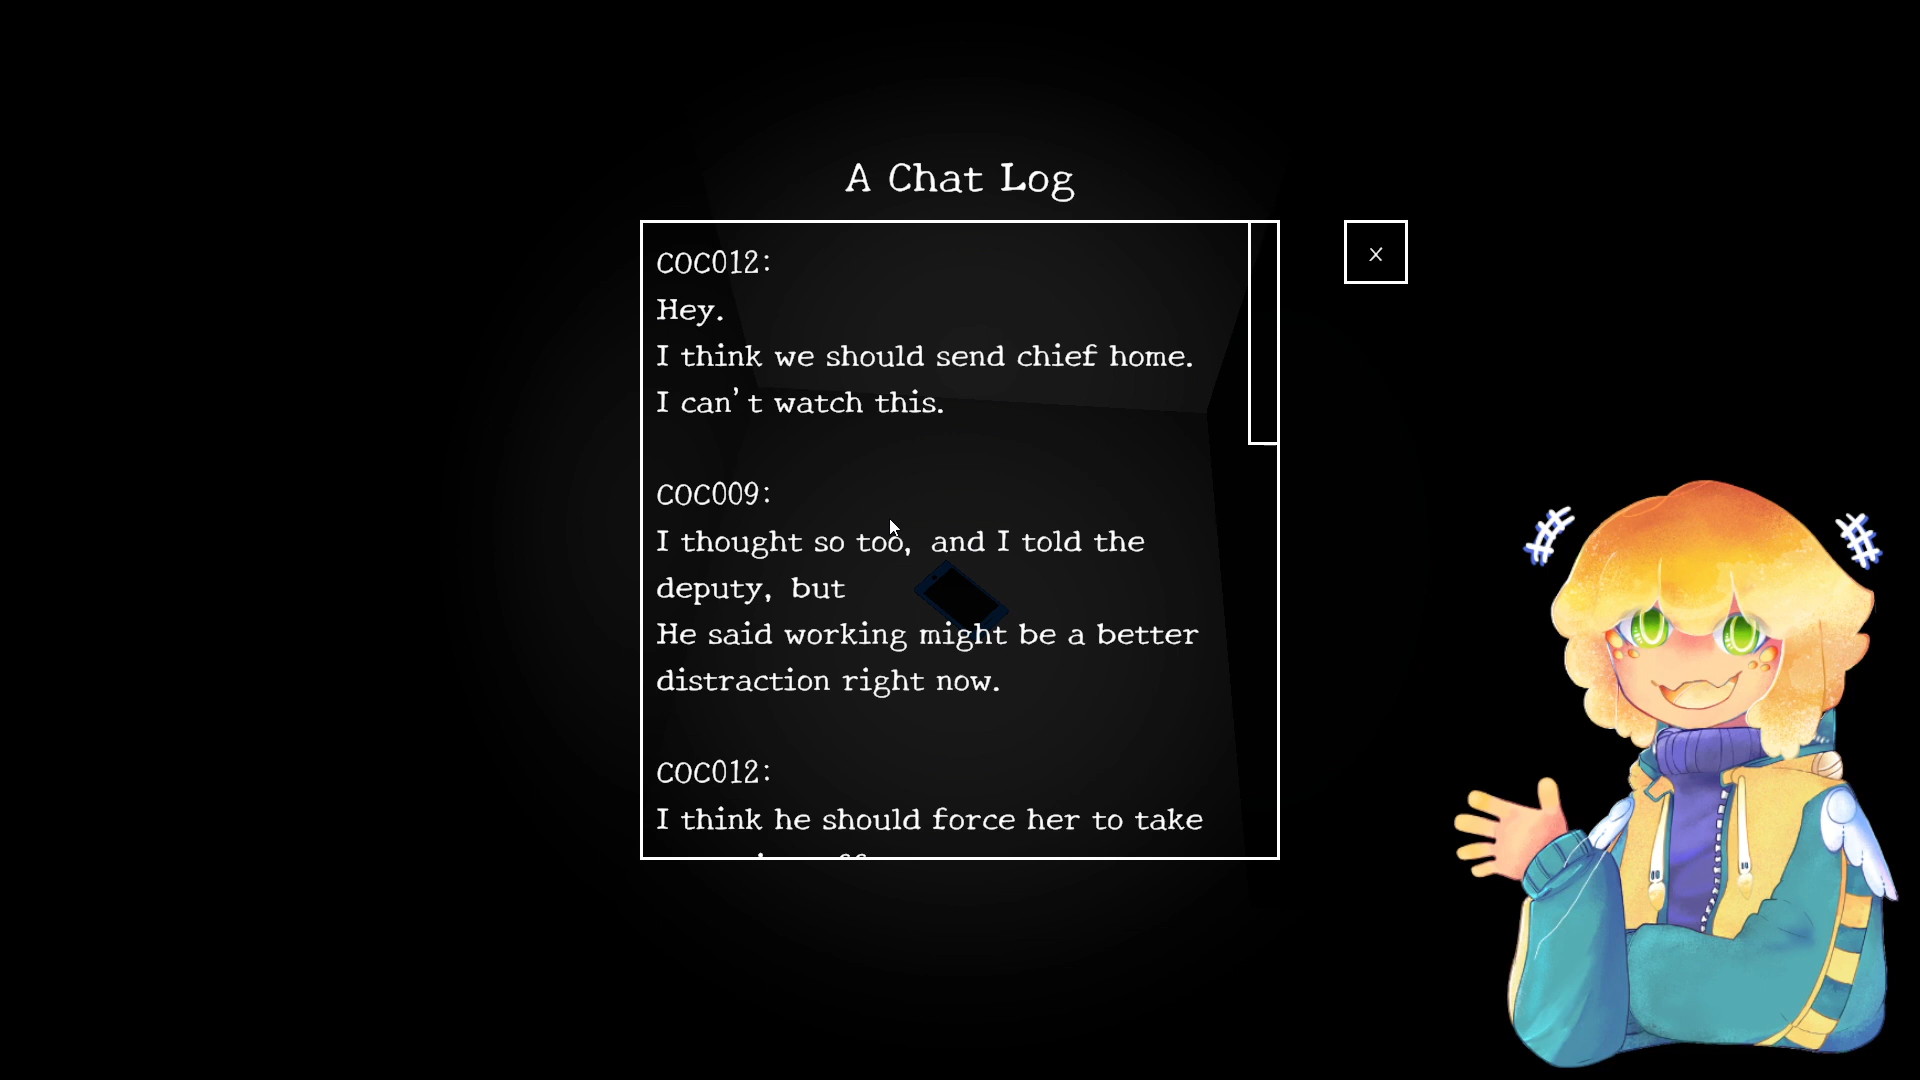 A Chat Log
x
COC012:
Hey.
I think we should send chief home.
I can't watch this.
COC009:
I thought so too, and I told the
deputy, but
He said working might be a better
distraction right now.
COC012:
I think he should force her to take